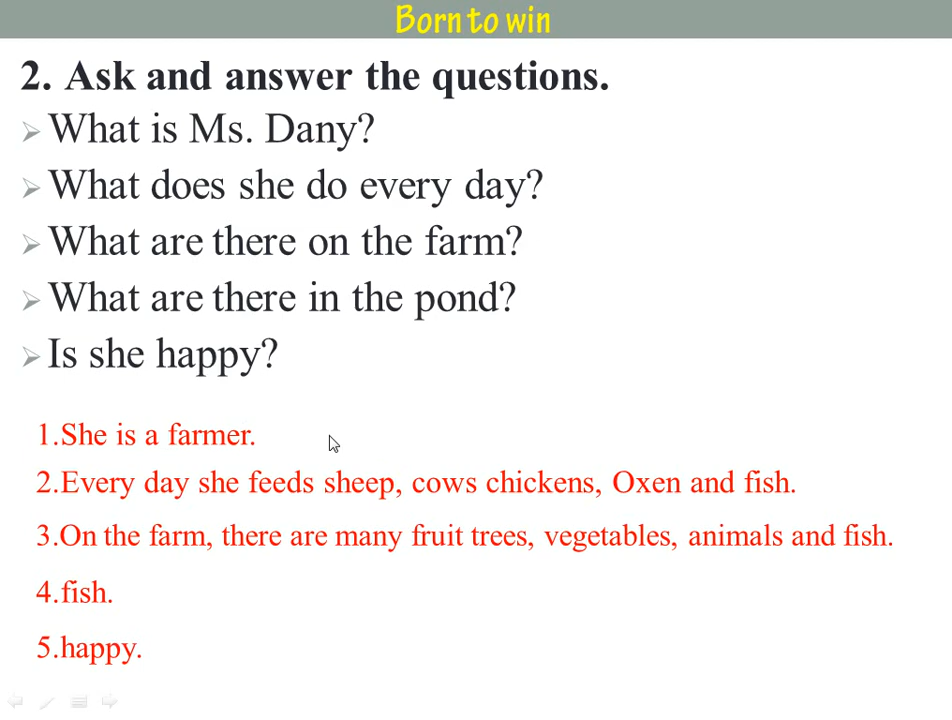 Born to win
2. Ask and answer the questions.
What is Ms. Dany?
What does she do every day?
What are there on the farm?
What are there in the pond?
Is she happy?
1.She is a farmer.
2.Every day she feeds sheep, cows chickens, Oxen and fish.
3.On the farm, there are many fruit trees, vegetables, animals and fish.
4.fish.
5.happy.